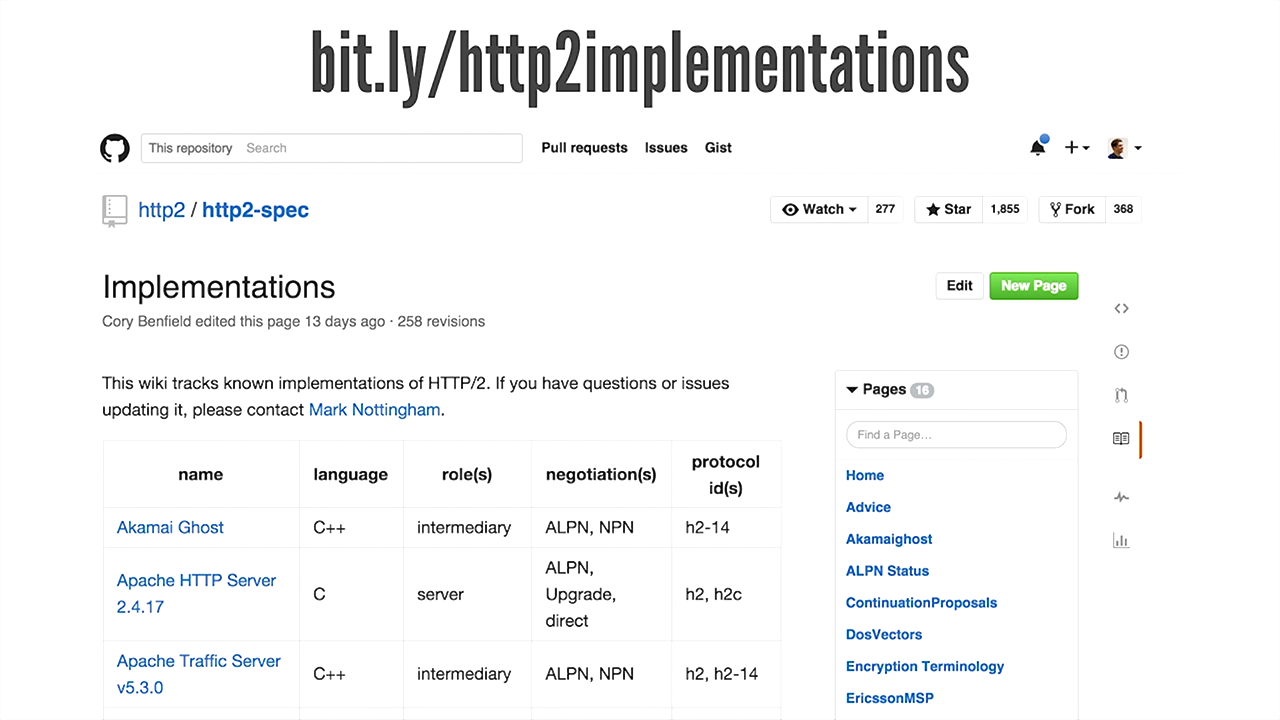 bit.ly/http2implementations
This repository Search Pull requests Issues Gist
http2 / http2-spec Watch 277 Star 1,855 Fork 368
Implementations
Edit New Page
Cory Benfield edited this page 13 days ago · 258 revisions
This wiki tracks known implementations of HTTP/2. If you have questions or issues
updating it, please contact Mark Nottingham.
name language role(s) negotiation(s) protocol
id(s)
Akamai Ghost C++ intermediary ALPN, NPN h2-14
Apache HTTP Server
2.4.17
C
server
ALPN,
Upgrade,
direct
h2, h2c
Apache Traffic Server
v5.3.0
C++
intermediary
ALPN, NPN
h2, h2-14
Pages 16
Find a Page...
Home
Advice
Akamaighost
ALPN Status
ContinuationProposals
DosVectors
Encryption Terminology
EricssonMSP